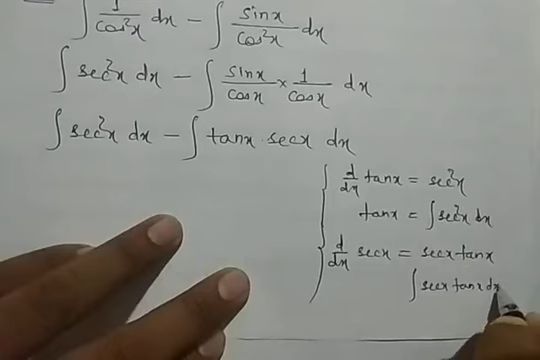 ∫ 1/cos²x dx − ∫ sinx/cos²x dx
∫ sec²x dx − ∫ sinx/cosx × 1/cosx dx
∫ sec²x dx − ∫ tanx · secx dx
d/dx tanx = sec²x
tanx = ∫ sec²x dx
d/dx secx = secx tanx
∫ secx tanx dx